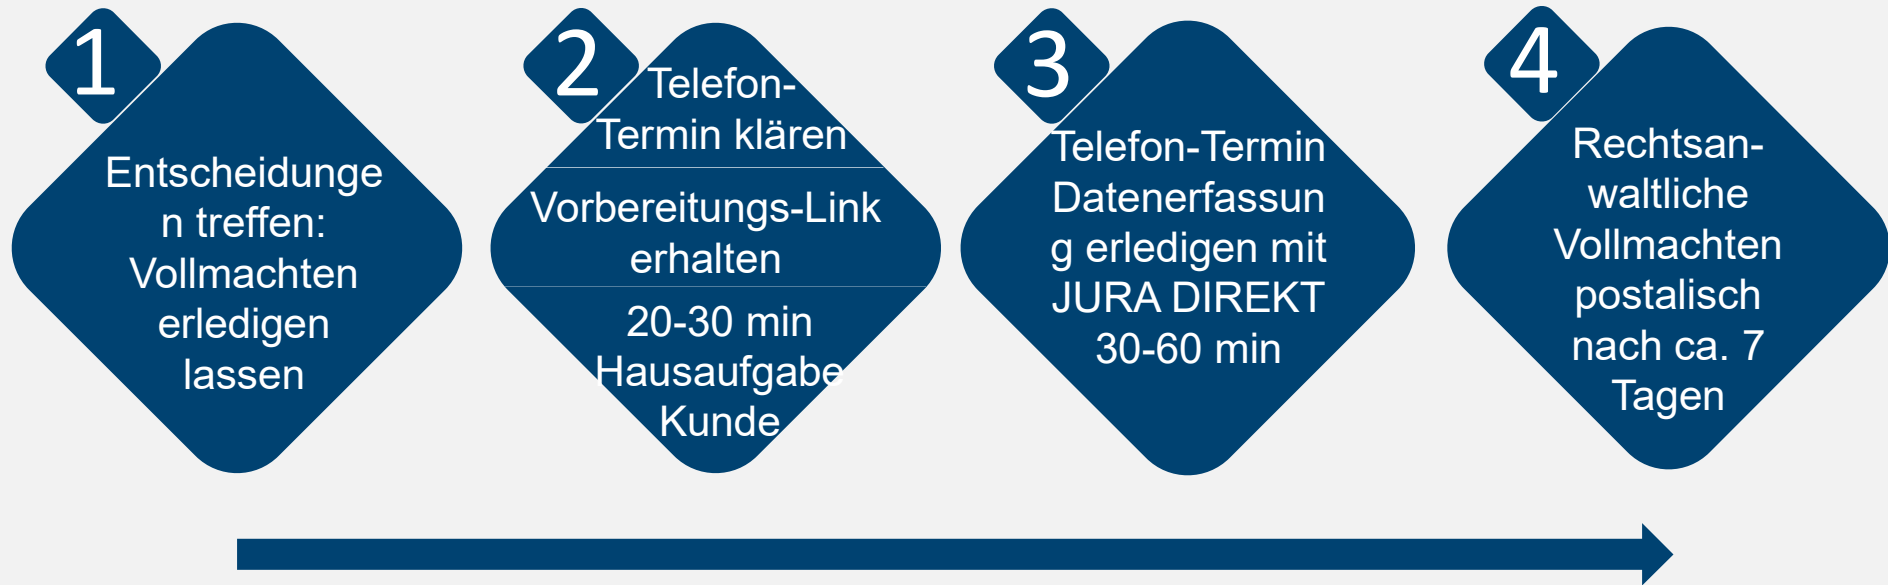 1
Entscheidunge
n treffen:
Vollmachten
erledigen
lassen
2
Telefon-
Termin klären
Vorbereitungs-Link
erhalten
20-30 min
Hausaufgabe
Kunde
3
Telefon-Termin
Datenerfassun
g erledigen mit
JURA DIREKT
30-60 min
4
Rechtsan-
waltliche
Vollmachten
postalisch
nach ca. 7
Tagen